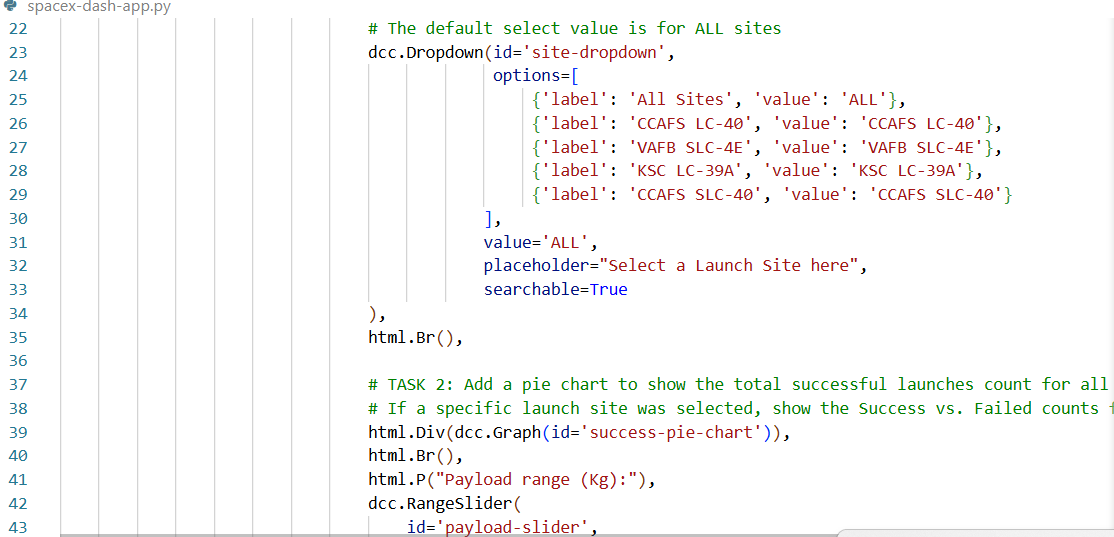 spacex-dash-app.py
22 # The default select value is for ALL sites
23 dcc.Dropdown(id='site-dropdown',
24 options=[
25 {'label': 'All Sites', 'value': 'ALL'},
26 {'label': 'CCAFS LC-40', 'value': 'CCAFS LC-40'},
27 {'label': 'VAFB SLC-4E', 'value': 'VAFB SLC-4E'},
28 {'label': 'KSC LC-39A', 'value': 'KSC LC-39A'},
29 {'label': 'CCAFS SLC-40', 'value': 'CCAFS SLC-40'}
30 ],
31 value='ALL',
32 placeholder="Select a Launch Site here",
33 searchable=True
34 ),
35 html.Br(),
36
37 # TASK 2: Add a pie chart to show the total successful launches count for all
38 # If a specific launch site was selected, show the Success vs. Failed counts
39 html.Div(dcc.Graph(id='success-pie-chart')),
40 html.Br(),
41 html.P("Payload range (Kg):"),
42 dcc.RangeSlider(
43 id='payload-slider',